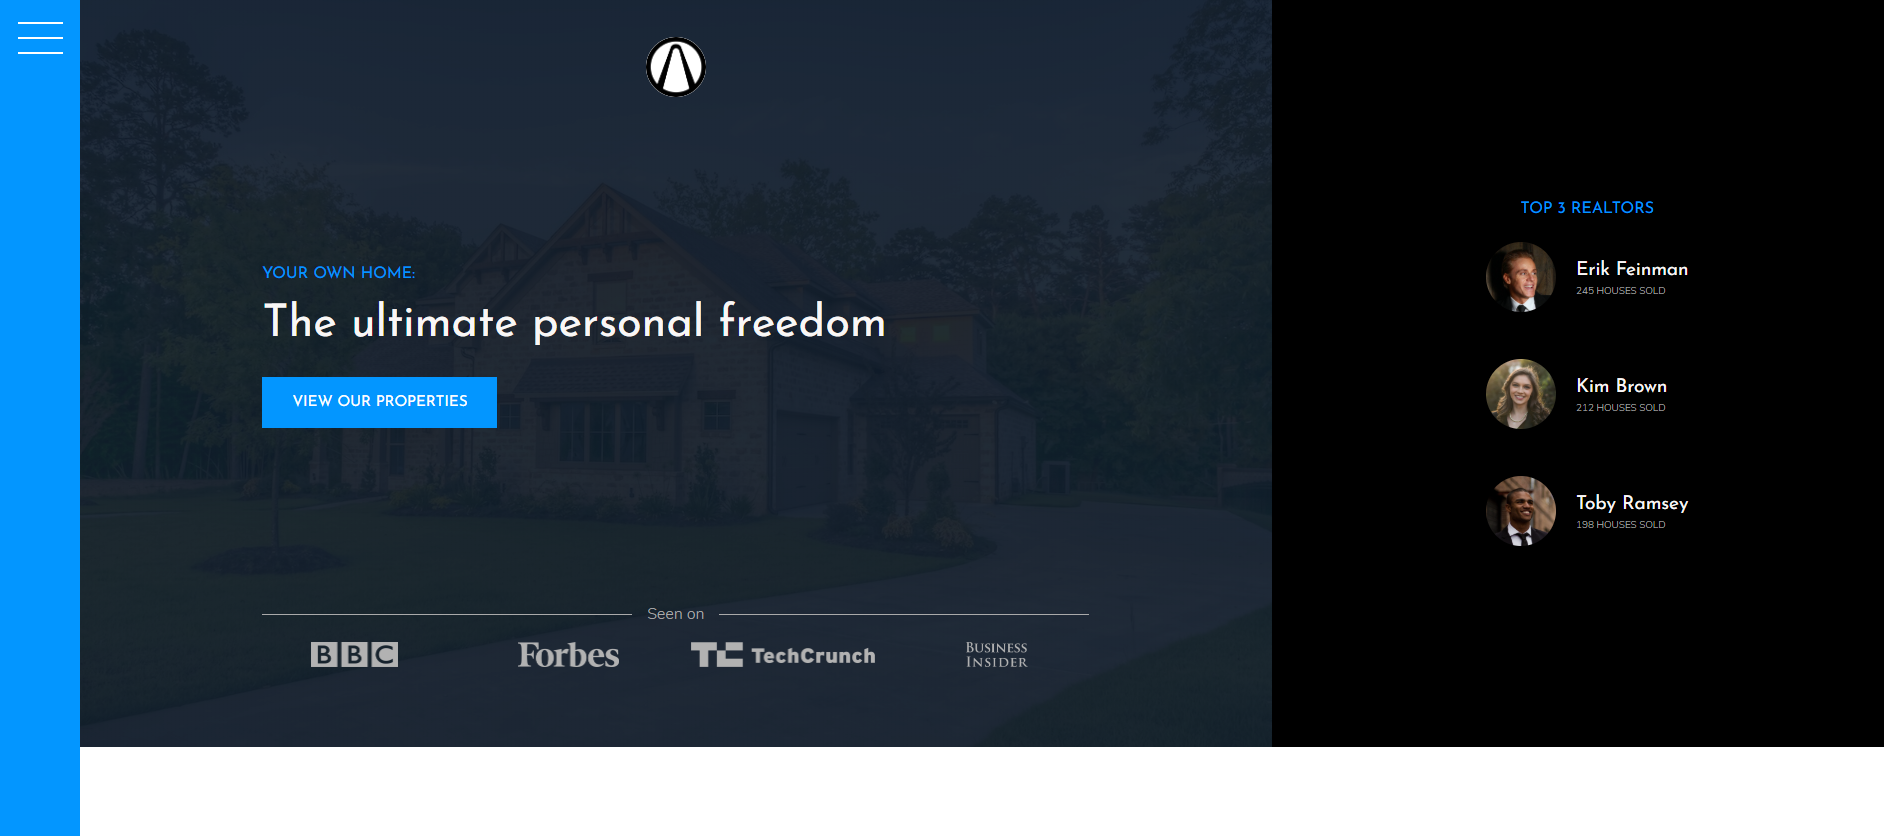 YOUR OWN HOME:
The ultimate personal freedom
VIEW OUR PROPERTIES
Seen on
BBC
Forbes
TC TechCrunch
BUSINESS
INSIDER
TOP 3 REALTORS
Erik Feinman
245 HOUSES SOLD
Kim Brown
212 HOUSES SOLD
Toby Ramsey
198 HOUSES SOLD